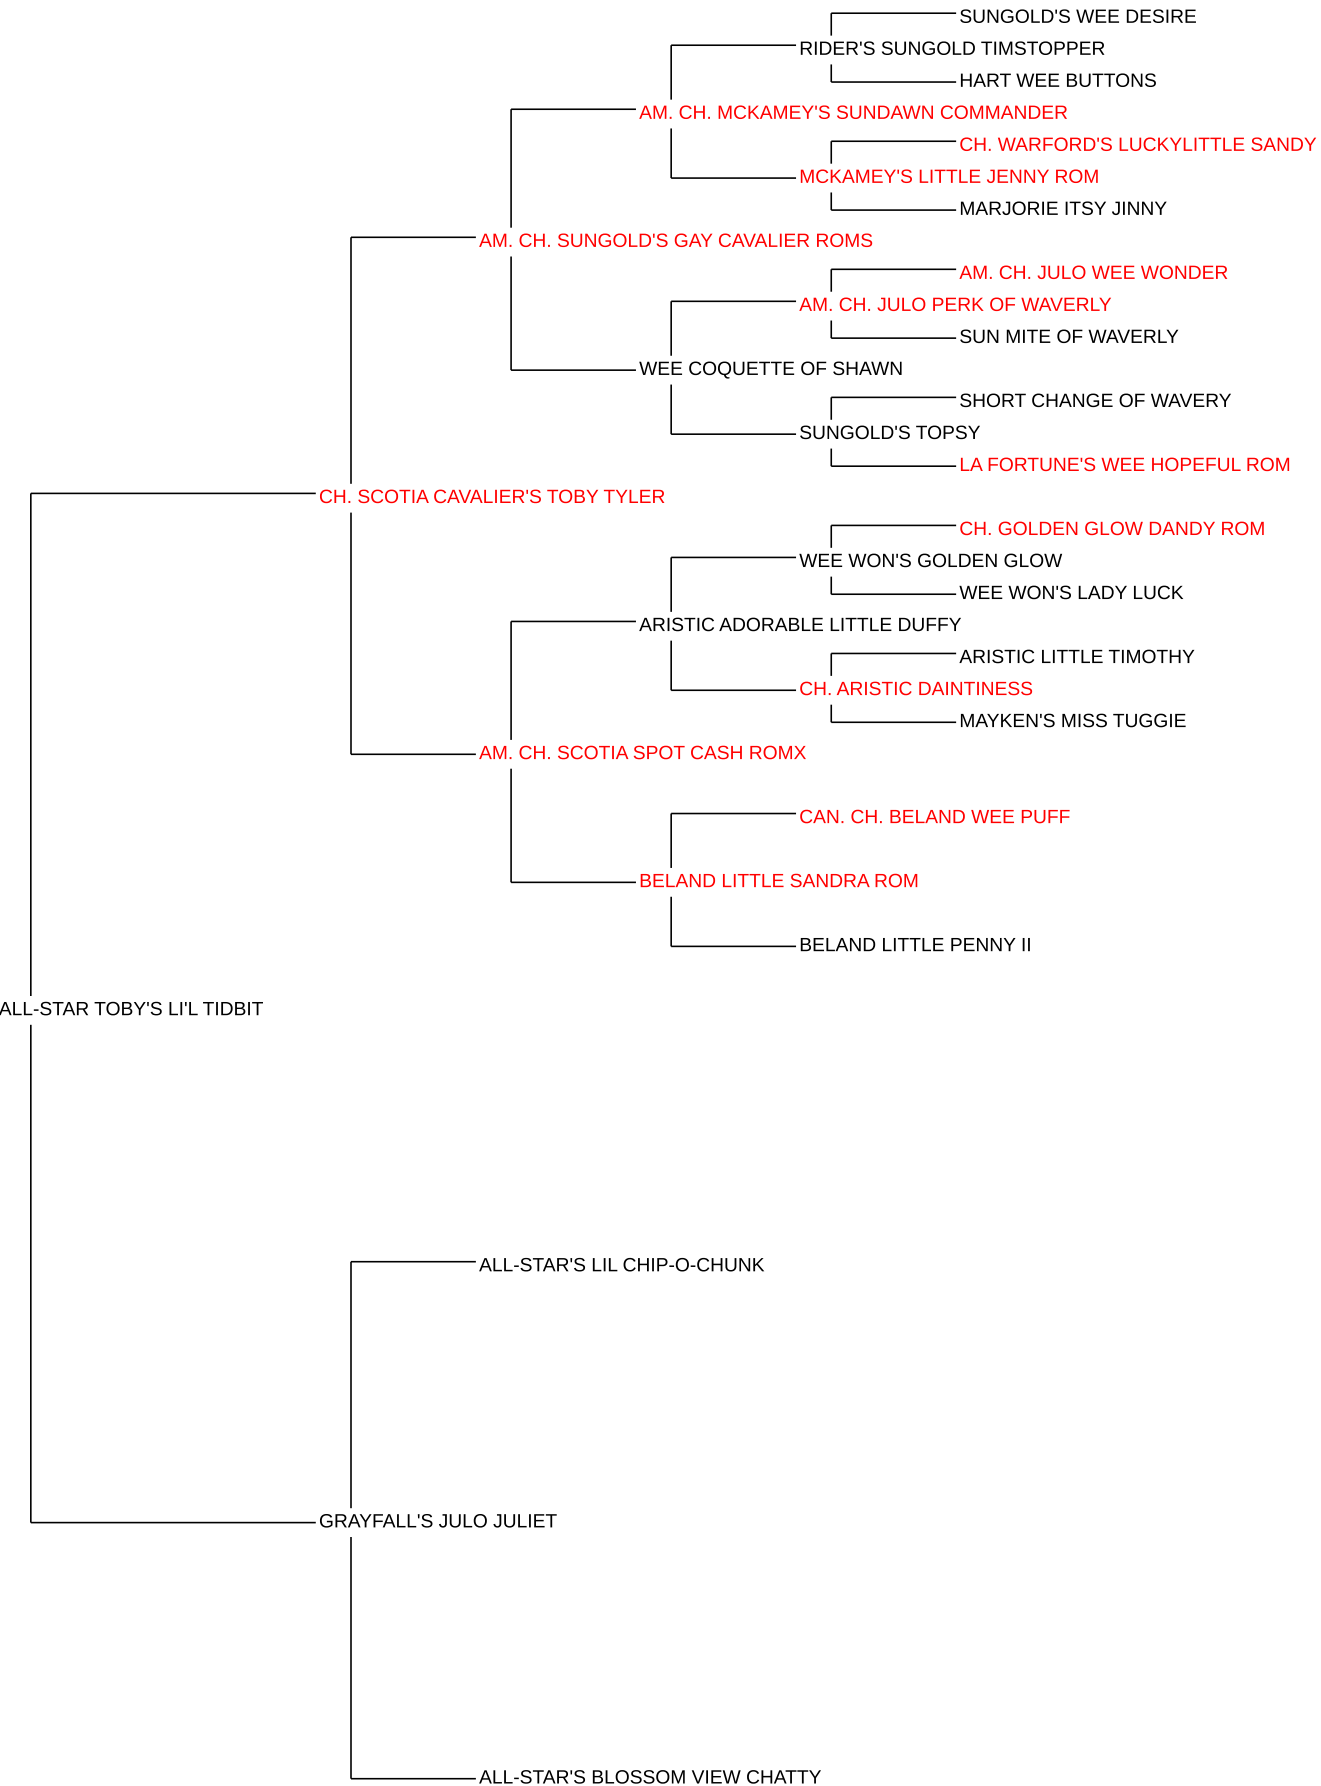 SUNGOLD'S WEE DESIRE
RIDER'S SUNGOLD TIMSTOPPER
HART WEE BUTTONS
AM. CH. MCKAMEY'S SUNDAWN COMMANDER
CH. WARFORD'S LUCKYLITTLE SANDY
MCKAMEY'S LITTLE JENNY ROM
MARJORIE ITSY JINNY
AM. CH. SUNGOLD'S GAY CAVALIER ROMS
AM. CH. JULO WEE WONDER
AM. CH. JULO PERK OF WAVERLY
SUN MITE OF WAVERLY
WEE COQUETTE OF SHAWN
SHORT CHANGE OF WAVERY
SUNGOLD'S TOPSY
LA FORTUNE'S WEE HOPEFUL ROM
CH. SCOTIA CAVALIER'S TOBY TYLER
CH. GOLDEN GLOW DANDY ROM
WEE WON'S GOLDEN GLOW
WEE WON'S LADY LUCK
ARISTIC ADORABLE LITTLE DUFFY
ARISTIC LITTLE TIMOTHY
CH. ARISTIC DAINTINESS
MAYKEN'S MISS TUGGIE
AM. CH. SCOTIA SPOT CASH ROMX
CAN. CH. BELAND WEE PUFF
BELAND LITTLE SANDRA ROM
BELAND LITTLE PENNY II
ALL-STAR TOBY'S LI'L TIDBIT
ALL-STAR'S LIL CHIP-O-CHUNK
GRAYFALL'S JULO JULIET
ALL-STAR'S BLOSSOM VIEW CHATTY